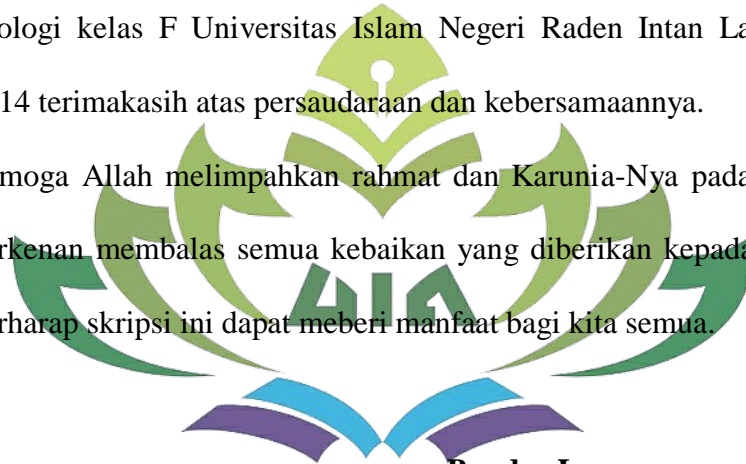 ologi kelas F Universitas Islam Negeri Raden Intan La
14 terimakasih atas persaudaraan dan kebersamaannya.
moga Allah melimpahkan rahmat dan Karunia-Nya pada
rkenan membalas semua kebaikan yang diberikan kepada
rharap skripsi ini dapat meberi manfaat bagi kita semua.
UIN